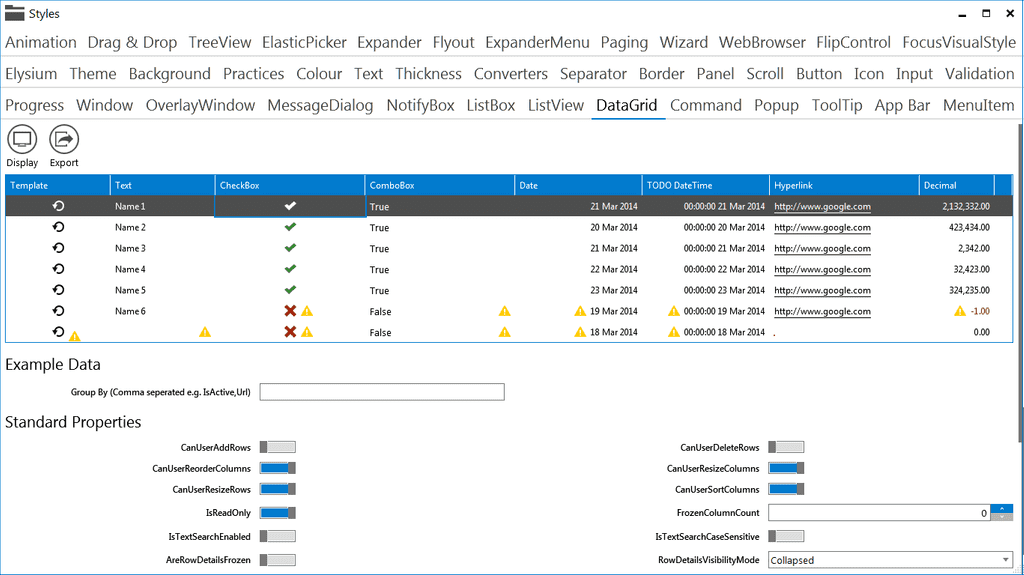 Styles
Animation Drag & Drop TreeView ElasticPicker Expander Flyout ExpanderMenu Paging Wizard WebBrowser FlipControl FocusVisualStyle
Elysium Theme Background Practices Colour Text Thickness Converters Separator Border Panel Scroll Button Icon Input Validation
Progress Window OverlayWindow MessageDialog NotifyBox ListBox ListView DataGrid Command Popup ToolTip App Bar MenuItem
Display Export
Template Text CheckBox ComboBox Date TODO DateTime Hyperlink Decimal
Name 1 True 21 Mar 2014 00:00:00 21 Mar 2014 http://www.google.com 2,132,332.00
Name 2 True 20 Mar 2014 00:00:00 20 Mar 2014 http://www.google.com 423,434.00
Name 3 True 21 Mar 2014 00:00:00 21 Mar 2014 http://www.google.com 2,342.00
Name 4 True 22 Mar 2014 00:00:00 22 Mar 2014 http://www.google.com 32,423.00
Name 5 True 23 Mar 2014 00:00:00 23 Mar 2014 http://www.google.com 324,235.00
Name 6 False 19 Mar 2014 00:00:00 19 Mar 2014 http://www.google.com -1.00
False 18 Mar 2014 00:00:00 18 Mar 2014 . 0.00
Example Data
Group By (Comma seperated e.g. IsActive,Url)
Standard Properties
CanUserAddRows CanUserDeleteRows
CanUserReorderColumns CanUserResizeColumns
CanUserResizeRows CanUserSortColumns
IsReadOnly FrozenColumnCount 0
IsTextSearchEnabled IsTextSearchCaseSensitive
AreRowDetailsFrozen RowDetailsVisibilityMode Collapsed